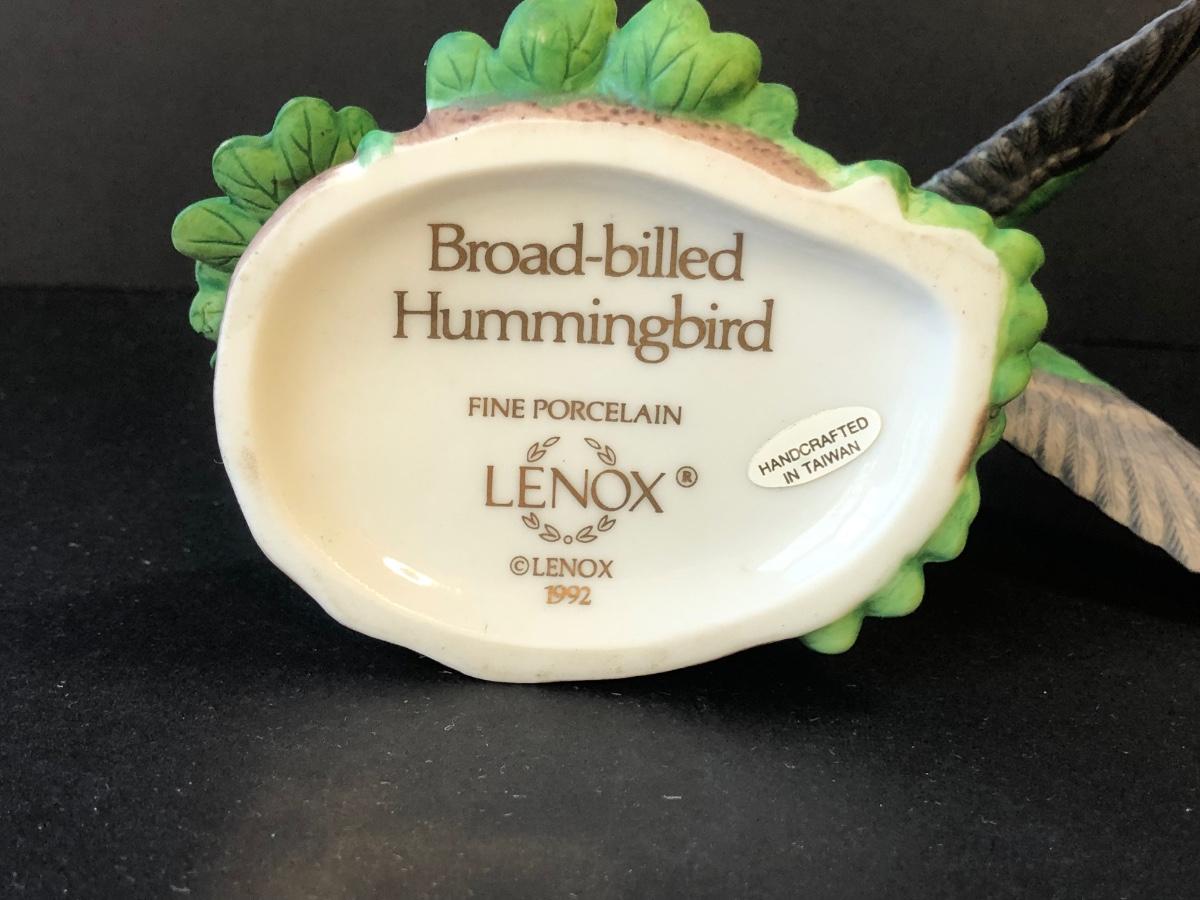 Broad-billed
Hummingbird
FINE PORCELAIN
LENOX®
HANDCRAFTED
IN TAIWAN
©LENOX
1992